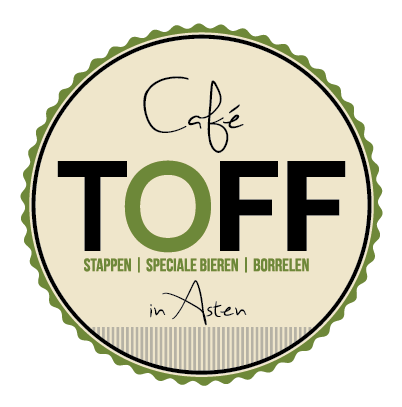 Café
TOFF
STAPPEN | SPECIALE BIEREN | BORRELEN
in Asten